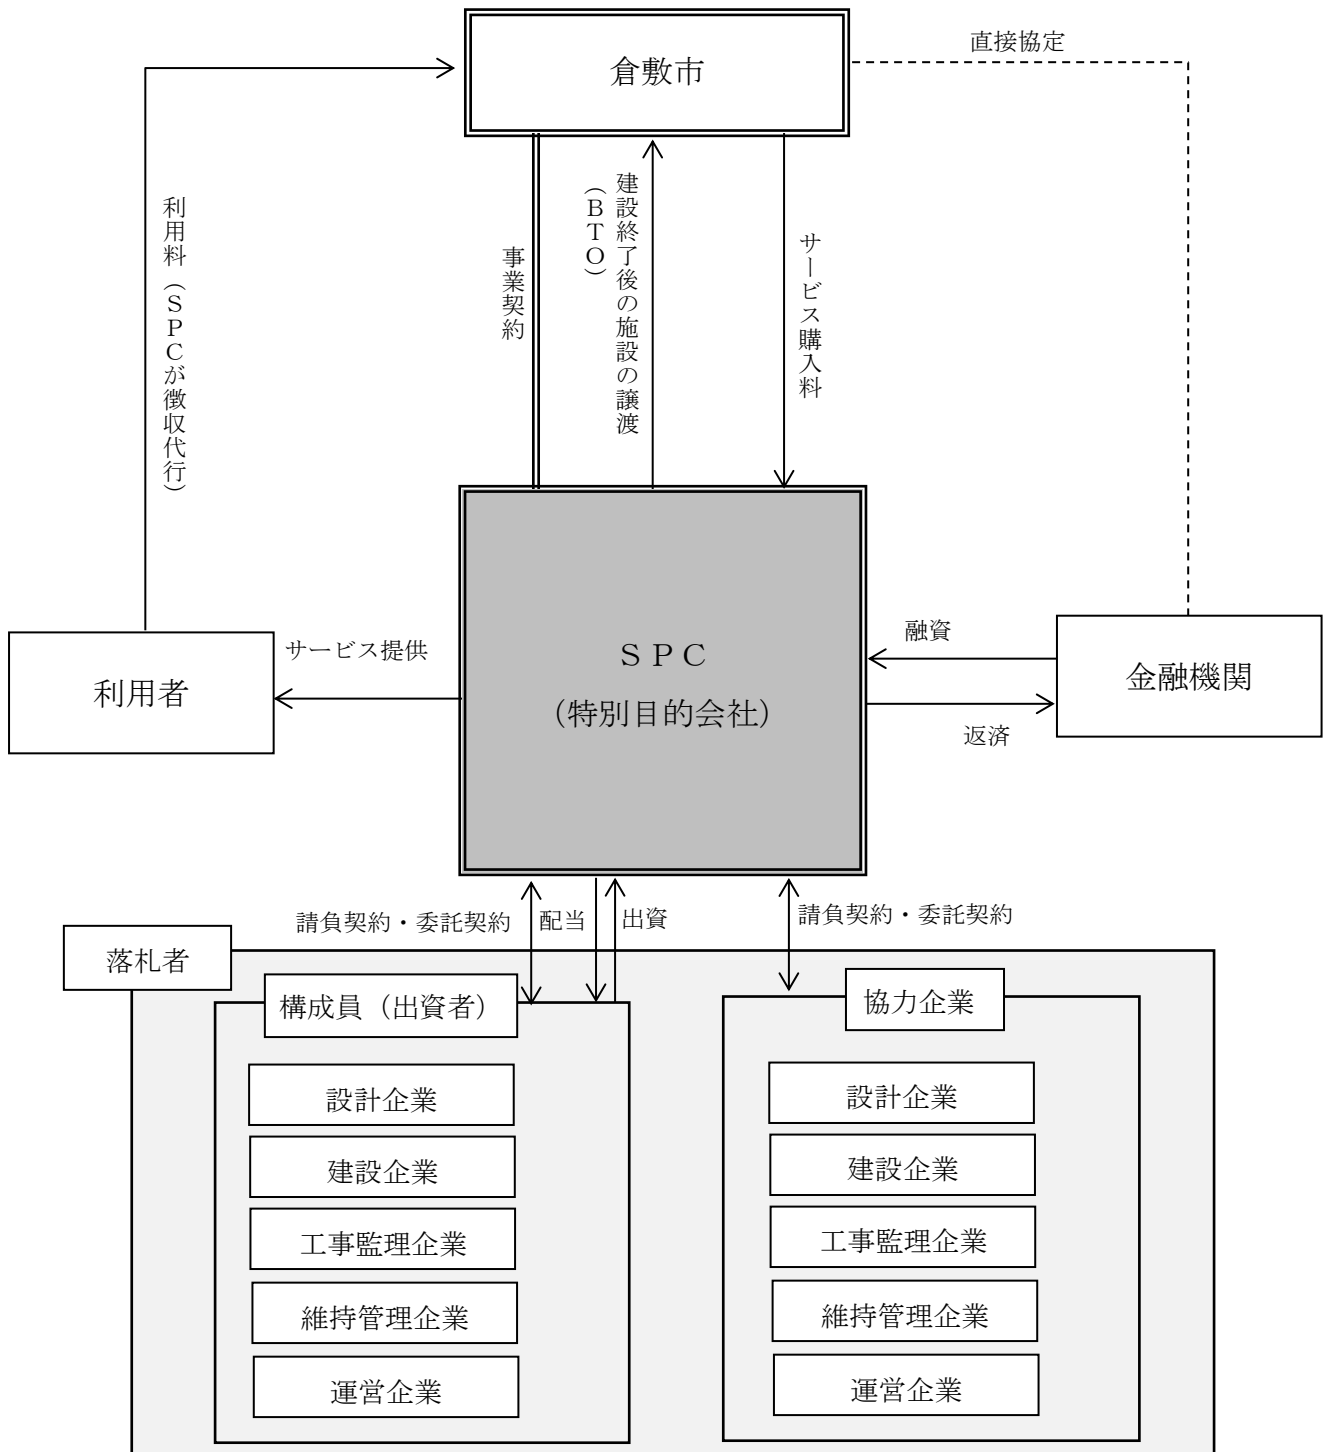 倉敷市
直接協定
利用料（ＳＰＣが徴収代行）
事業契約
建設終了後の施設の譲渡
（ＢＴＯ）
サービス購入料
ＳＰＣ
（特別目的会社）
利用者
サービス提供
融資
返済
金融機関
請負契約・委託契約
配当
出資
請負契約・委託契約
落札者
構成員（出資者）
設計企業
建設企業
工事監理企業
維持管理企業
運営企業
協力企業
設計企業
建設企業
工事監理企業
維持管理企業
運営企業